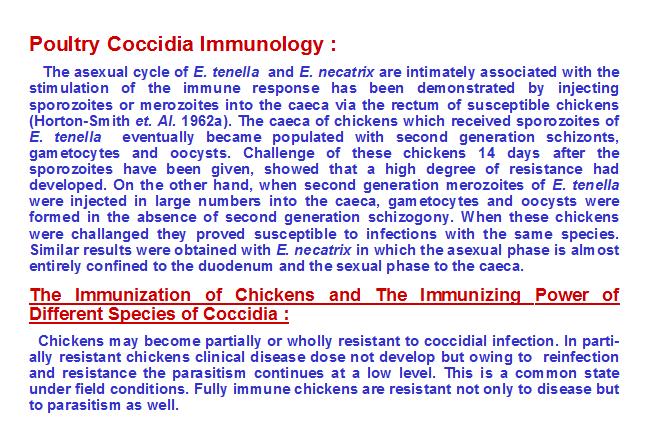 Poultry Coccidia Immunology :
The asexual cycle of E. tenella and E. necatrix are intimately associated with the
stimulation of the immune response has been demonstrated by injecting
sporozoites or merozoites into the caeca via the rectum of susceptible chickens
(Horton-Smith et. Al. 1962a). The caeca of chickens which received sporozoites of
E. tenella eventually became populated with second generation schizonts,
gametocytes and oocysts. Challenge of these chickens 14 days after the
sporozoites have been given, showed that a high degree of resistance had
developed. On the other hand, when second generation merozoites of E. tenella
were injected in large numbers into the caeca, gametocytes and oocysts were
formed in the absence of second generation schizogony. When these chickens
were challanged they proved susceptible to infections with the same species.
Similar results were obtained with E. necatrix in which the asexual phase is almost
entirely confined to the duodenum and the sexual phase to the caeca.
The Immunization of Chickens and The Immunizing Power of
Different Species of Coccidia :
Chickens may become partially or wholly resistant to coccidial infection. In parti-
ally resistant chickens clinical disease dose not develop but owing to reinfection
and resistance the parasitism continues at a low level. This is a common state
under field conditions. Fully immune chickens are resistant not only to disease but
to parasitism as well.